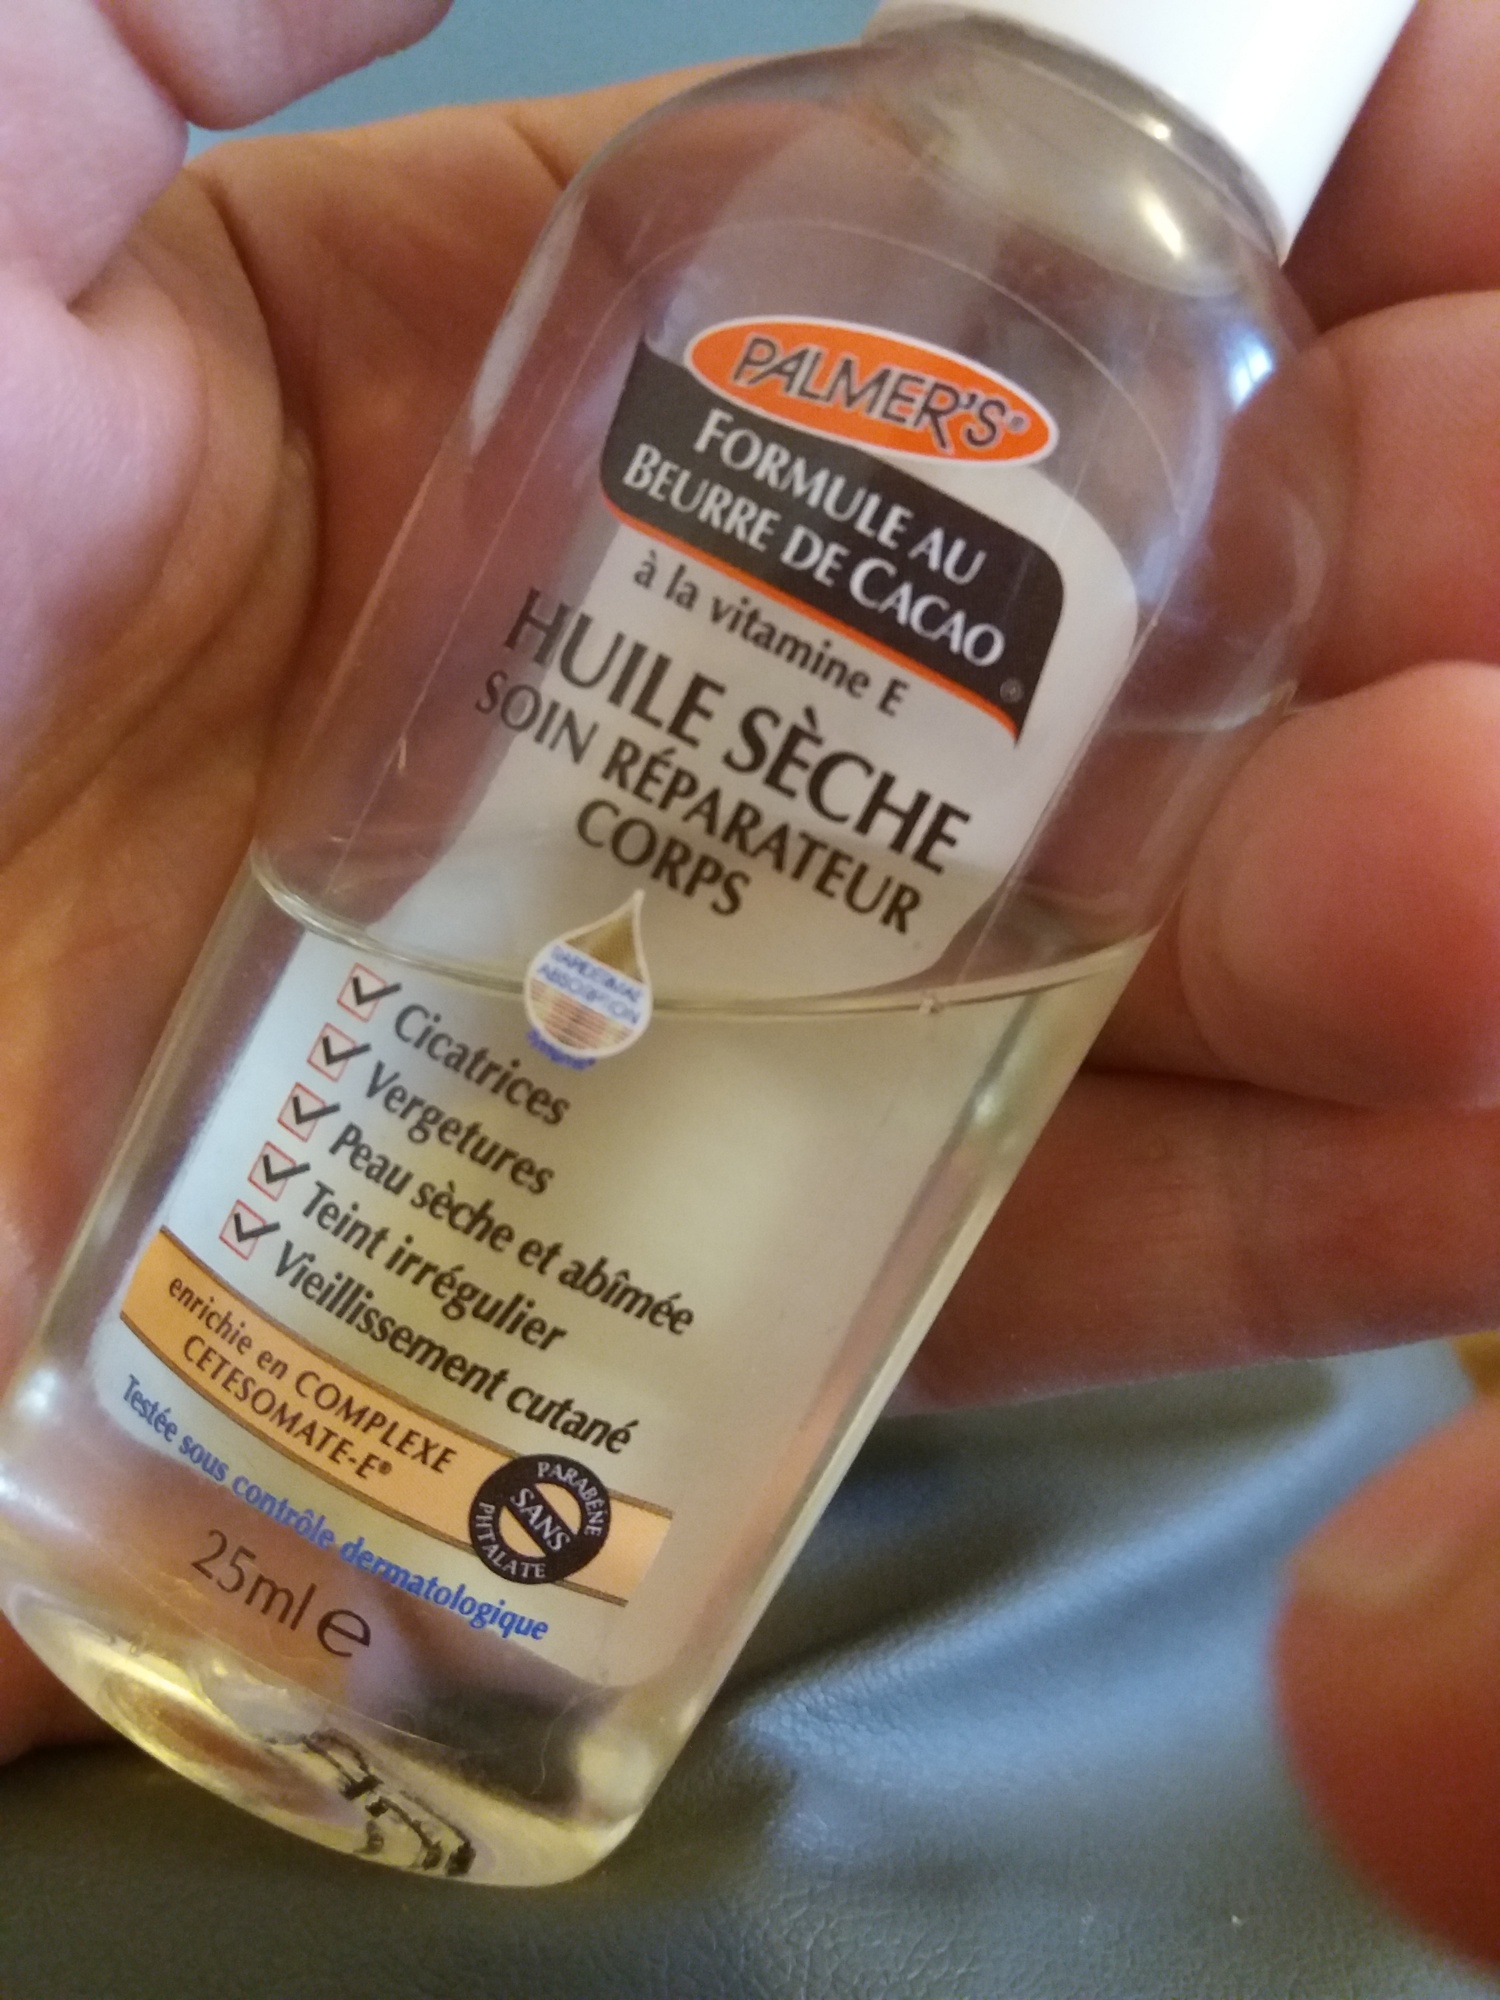 PALMER'S®
FORMULE AU
BEURRE DE CACAO®
à la vitamine E
HUILE SÈCHE
SOIN RÉPARATEUR
CORPS
ABSORPTION
Cicatrices
Vergetures
Peau sèche et abîmée
Teint irrégulier
Vieillissement cutané
enrichie en COMPLEXE
CETESOMATE-E®
PARABÈNE
SANS
PHTALATE
Testée sous contrôle dermatologique
25ml e